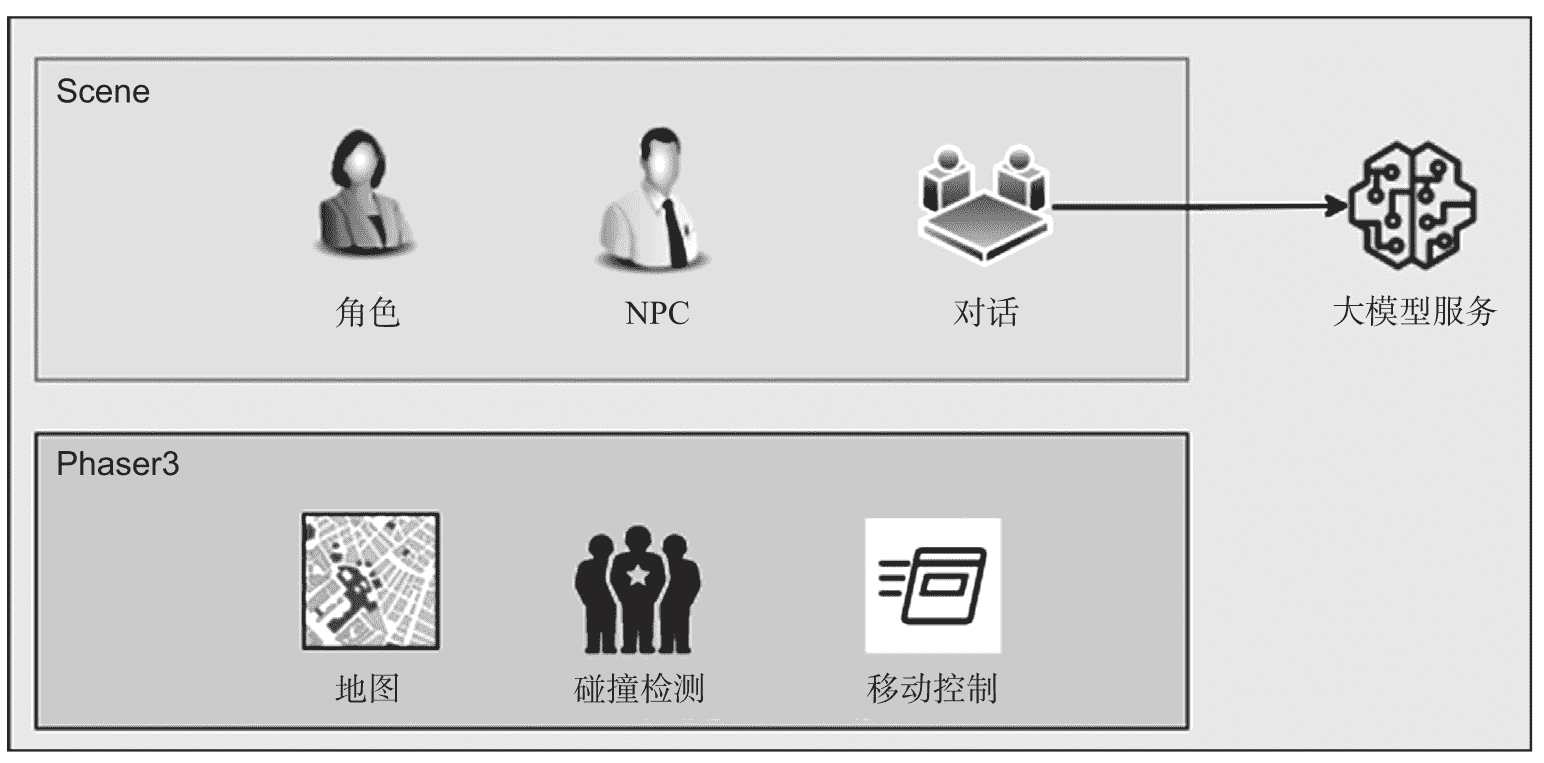 Scene
角色
NPC
对话
大模型服务
Phaser3
地图
碰撞检测
移动控制